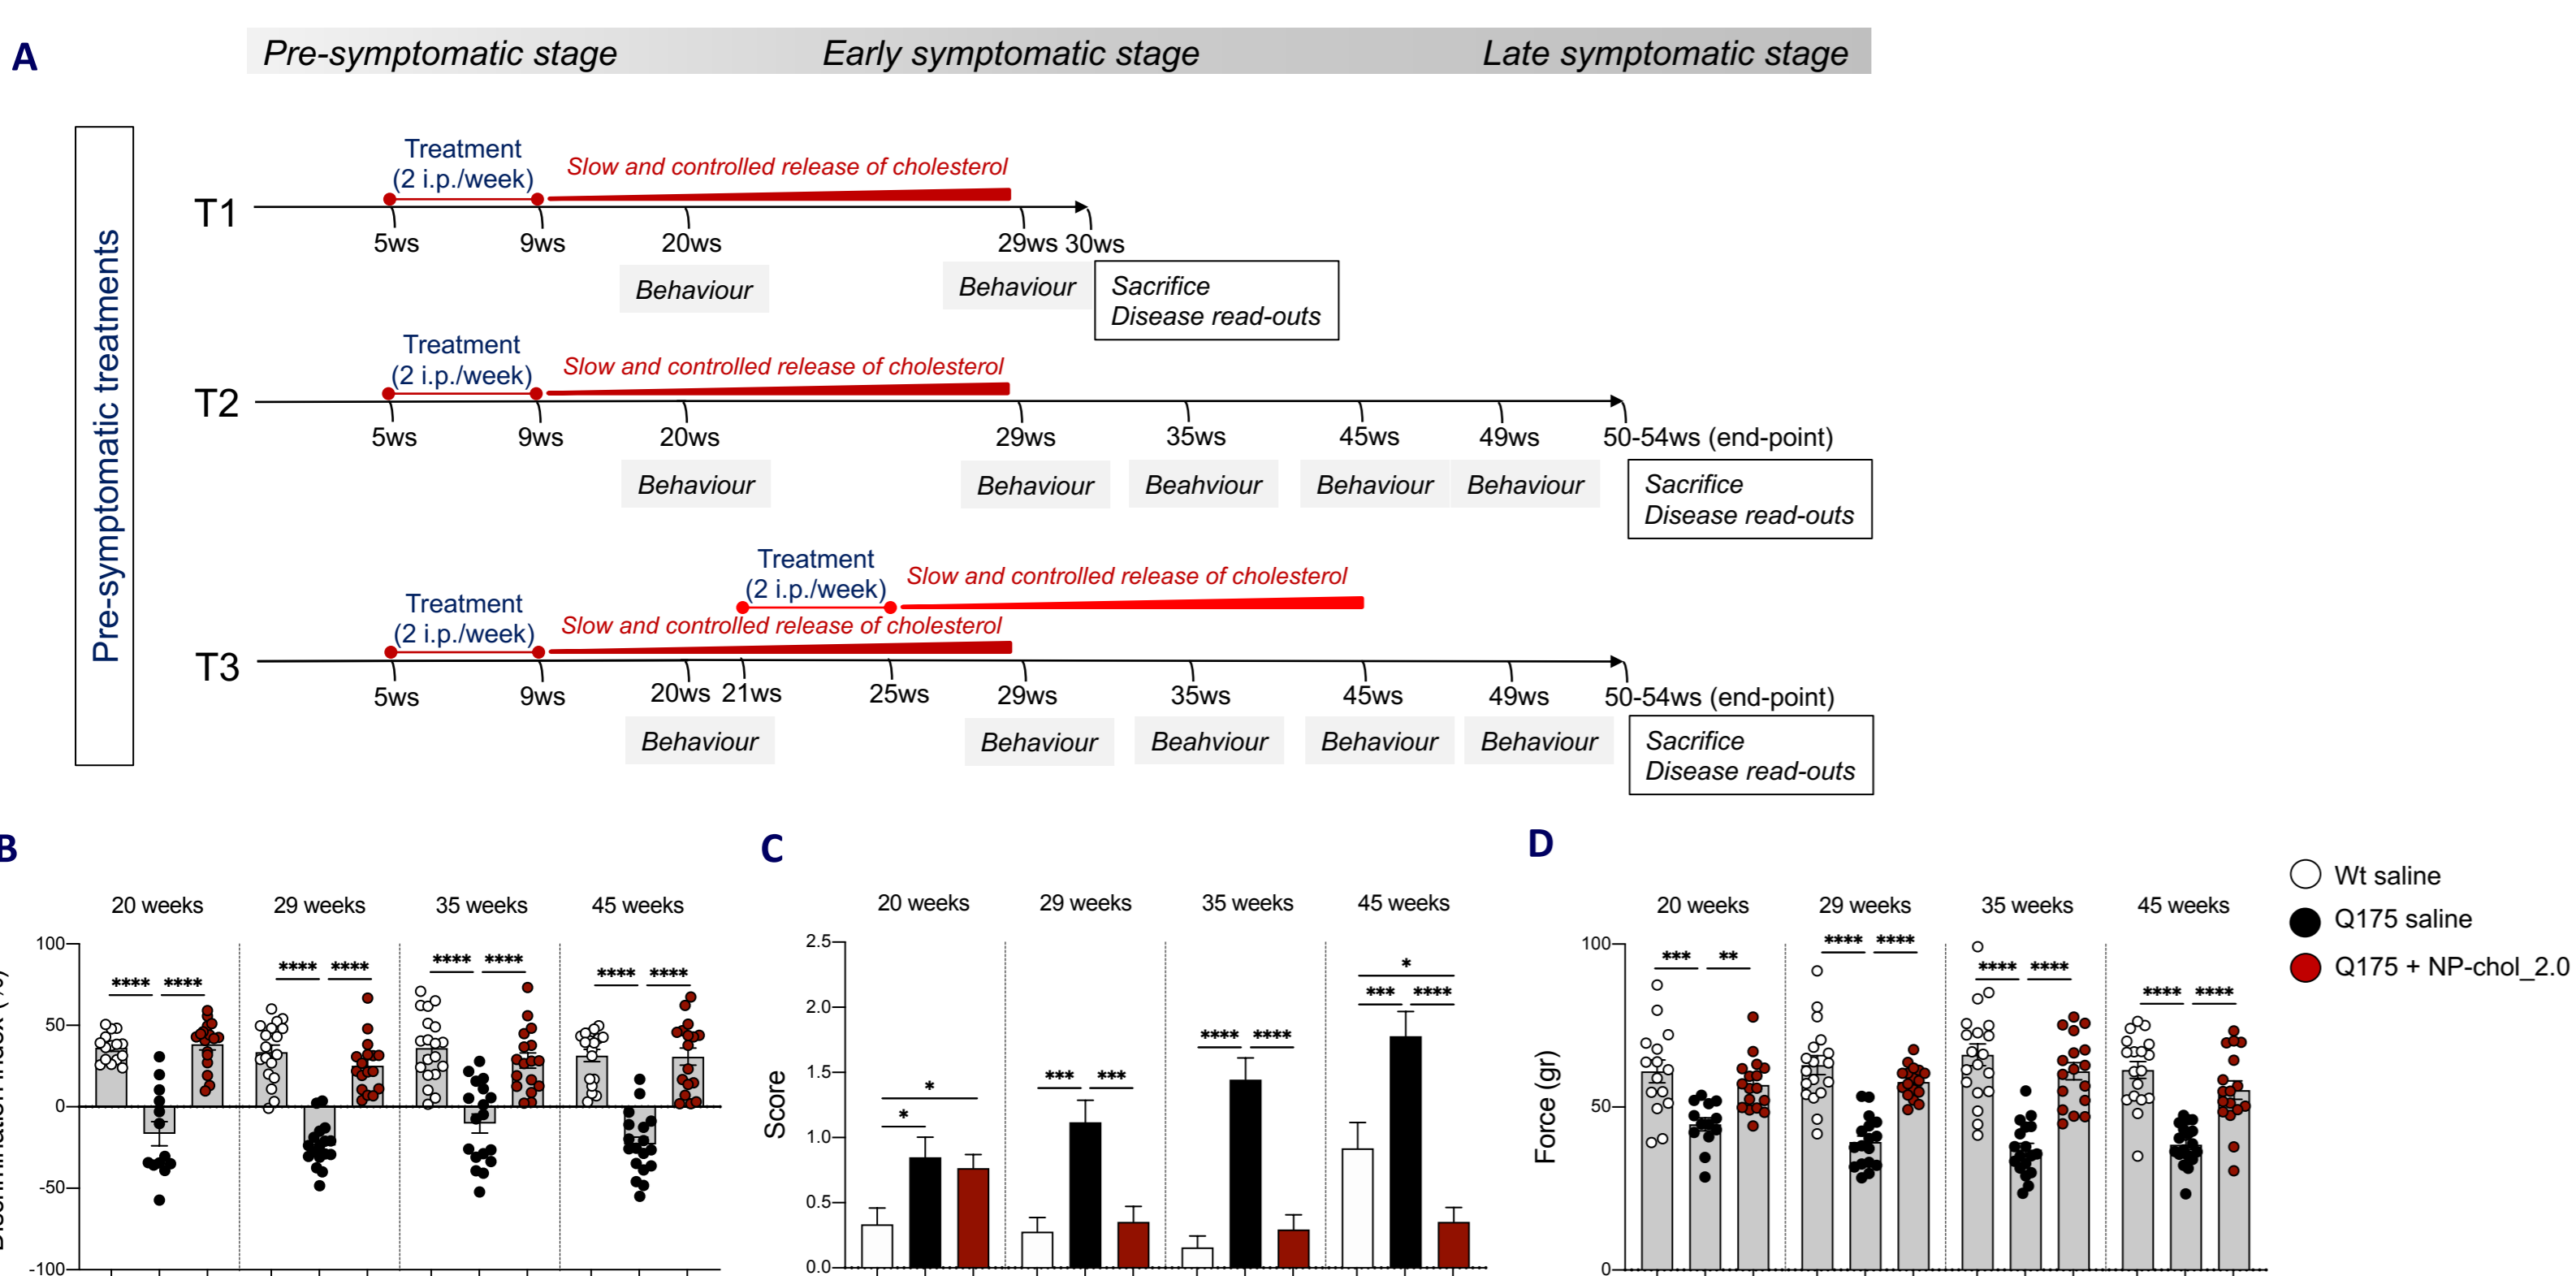 A
Pre-symptomatic stage Early symptomatic stage Late symptomatic stage
Pre-symptomatic treatments
T1
Treatment
(2 i.p./week)
Slow and controlled release of cholesterol
5ws 9ws 20ws 29ws 30ws
Behaviour Behaviour
Sacrifice
Disease read-outs
T2
Treatment
(2 i.p./week)
Slow and controlled release of cholesterol
5ws 9ws 20ws 29ws 35ws 45ws 49ws 50-54ws (end-point)
Behaviour Behaviour Beahviour Behaviour Behaviour
Sacrifice
Disease read-outs
T3
Treatment
(2 i.p./week)
Slow and controlled release of cholesterol
Treatment
(2 i.p./week)
Slow and controlled release of cholesterol
5ws 9ws 20ws 21ws 25ws 29ws 35ws 45ws 49ws 50-54ws (end-point)
Behaviour Behaviour Beahviour Behaviour Behaviour
Sacrifice
Disease read-outs
B
20 weeks 29 weeks 35 weeks 45 weeks
100
50
0
-50
-100
**** **** **** **** **** **** **** ****
C
20 weeks 29 weeks 35 weeks 45 weeks
Score
2.5
2.0
1.5
1.0
0.5
0.0
* * *** *** **** **** * *** ****
D
20 weeks 29 weeks 35 weeks 45 weeks
Force (gr)
100
50
0
*** ** **** **** **** **** **** ****
Wt saline
Q175 saline
Q175 + NP-chol_2.0